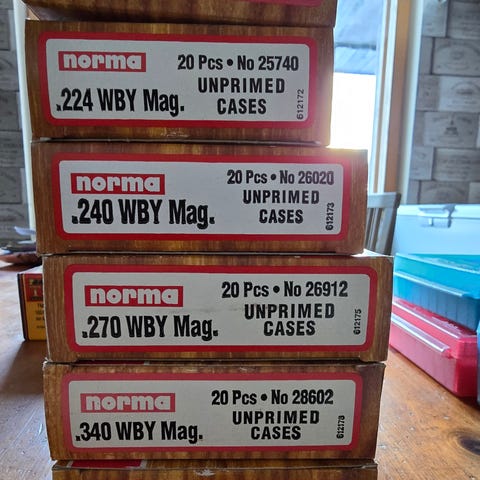 norma
20 Pcs • No 25740
.224 WBY Mag.
UNPRIMED
CASES
612172
norma
20 Pcs • No 26020
.240 WBY Mag.
UNPRIMED
CASES
612173
norma
20 Pcs • No 26912
.270 WBY Mag.
UNPRIMED
CASES
612175
norma
20 Pcs • No 28602
.340 WBY Mag.
UNPRIMED
CASES